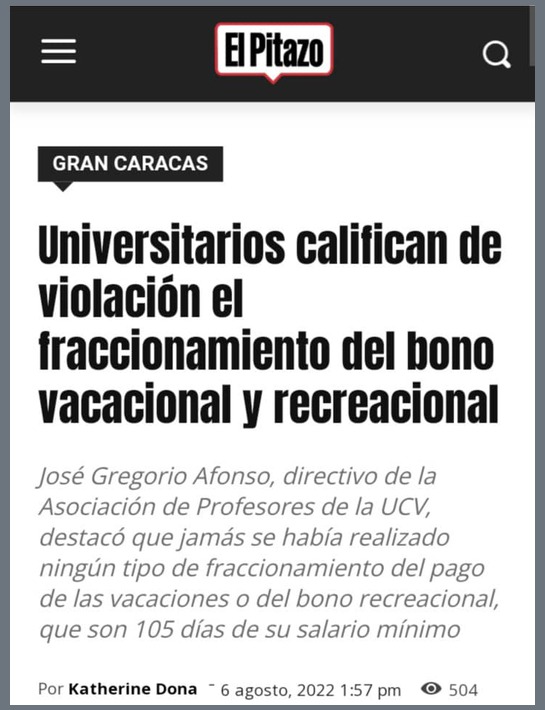 El Pitazo
GRAN CARACAS
Universitarios califican de
violación el
fraccionamiento del bono
vacacional y recreacional
José Gregorio Afonso, directivo de la
Asociación de Profesores de la UCV,
destacó que jamás se había realizado
ningún tipo de fraccionamiento del pago
de las vacaciones o del bono recreacional,
que son 105 días de su salario mínimo
Por Katherine Dona - 6 agosto, 2022 1:57 pm 504